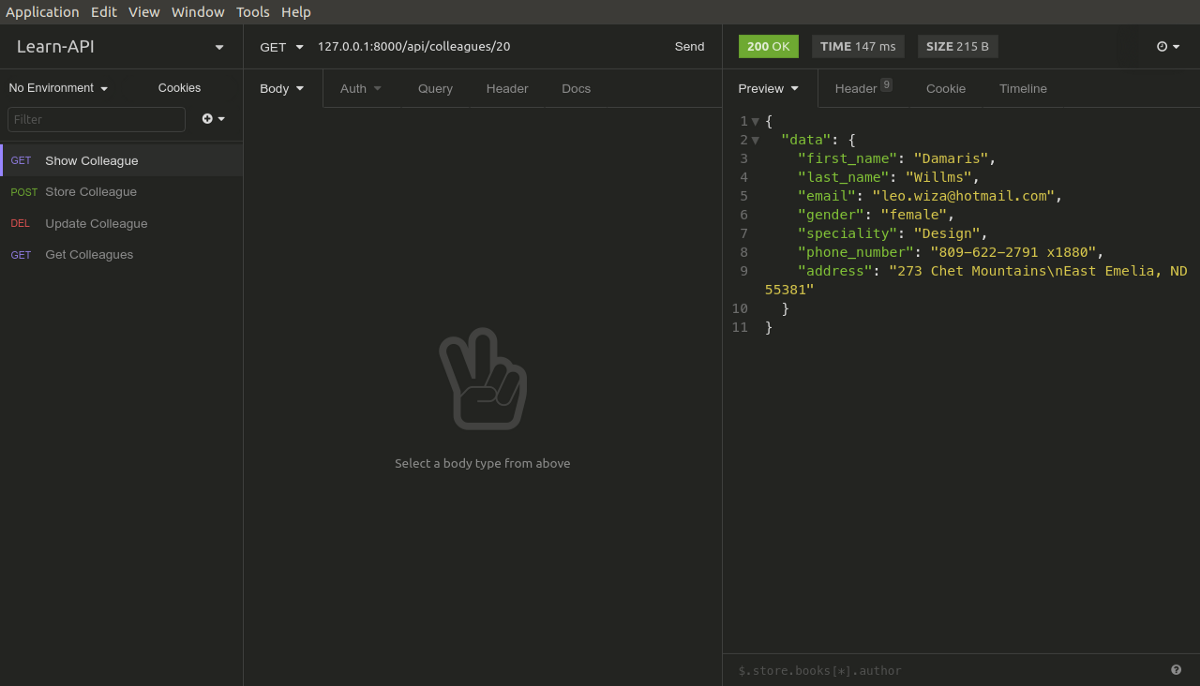 Application Edit View Window Tools Help
Learn-API
GET 127.0.0.1:8000/api/colleagues/20 Send
200 OK TIME 147 ms SIZE 215 B
No Environment Cookies
Body Auth Query Header Docs
Preview Header 9 Cookie Timeline
Filter
GET Show Colleague
POST Store Colleague
DEL Update Colleague
GET Get Colleagues
Select a body type from above
1 {
2 "data": {
3 "first_name": "Damaris",
4 "last_name": "Willms",
5 "email": "leo.wiza@hotmail.com",
6 "gender": "female",
7 "speciality": "Design",
8 "phone_number": "809-622-2791 x1880",
9 "address": "273 Chet Mountains\nEast Emelia, ND
55381"
10 }
11 }
$.store.books[*].author